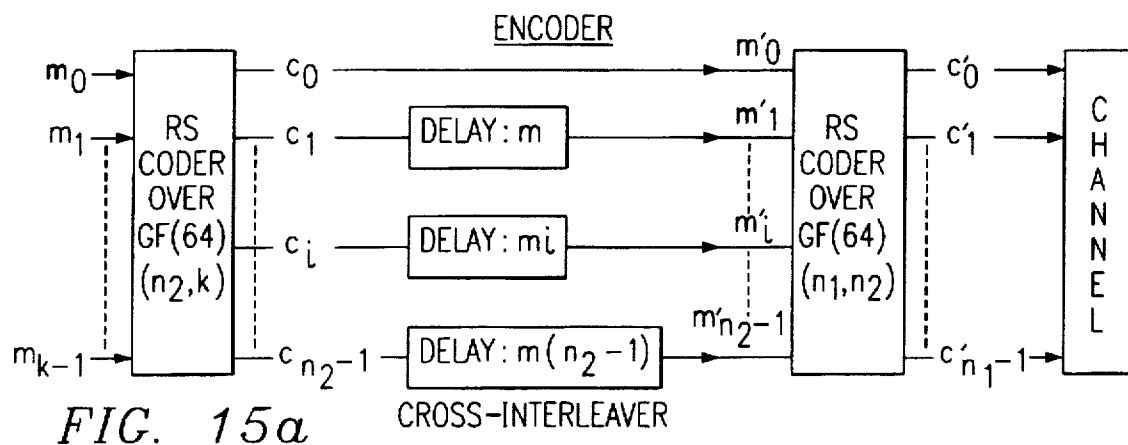 ENCODER
m0 c0 m'0 c'0
m1 c1 DELAY: m m'1 c'1
RS CODER OVER GF(64) (n2,k)
ci DELAY: mi m'i
RS CODER OVER GF(64) (n1,n2)
mk-1 cn2-1 DELAY: m(n2-1) m'n2-1 c'n1-1
CHANNEL
CROSS-INTERLEAVER
FIG. 15a